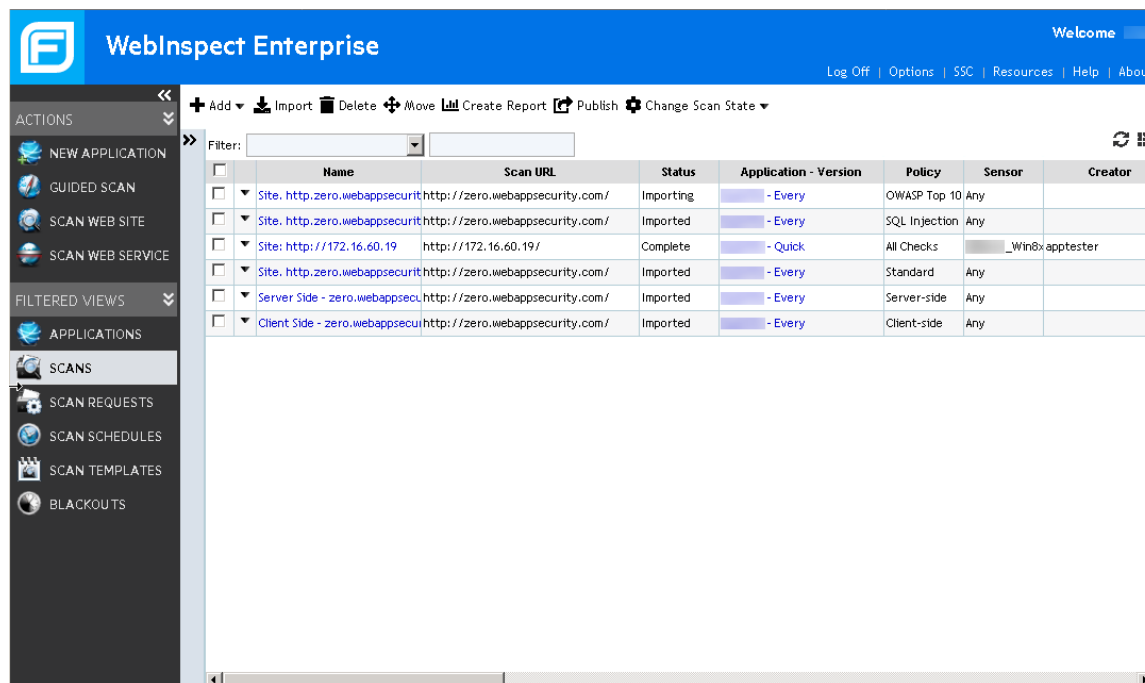 WebInspect Enterprise
Welcome
Log Off | Options | SSC | Resources | Help | Abou
ACTIONS
NEW APPLICATION
GUIDED SCAN
SCAN WEB SITE
SCAN WEB SERVICE
FILTERED VIEWS
APPLICATIONS
SCANS
SCAN REQUESTS
SCAN SCHEDULES
SCAN TEMPLATES
BLACKOUTS
Add Import Delete Move Create Report Publish Change Scan State
Filter:
Name Scan URL Status Application - Version Policy Sensor Creator
Site. http.zero.webappsecurit http://zero.webappsecurity.com/ Importing - Every OWASP Top 10 Any
Site. http.zero.webappsecurit http://zero.webappsecurity.com/ Imported - Every SQL Injection Any
Site: http://172.16.60.19 http://172.16.60.19/ Complete - Quick All Checks _Win8x apptester
Site. http.zero.webappsecurit http://zero.webappsecurity.com/ Imported - Every Standard Any
Server Side - zero.webappsecu http://zero.webappsecurity.com/ Imported - Every Server-side Any
Client Side - zero.webappsecui http://zero.webappsecurity.com/ Imported - Every Client-side Any